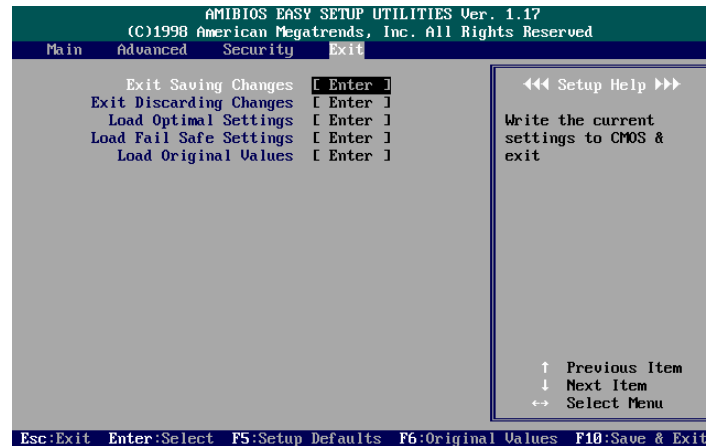 AMIBIOS EASY SETUP UTILITIES Ver. 1.17
(C)1998 American Megatrends, Inc. All Rights Reserved
Main Advanced Security Exit
Exit Saving Changes [ Enter ]
Exit Discarding Changes [ Enter ]
Load Optimal Settings [ Enter ]
Load Fail Safe Settings [ Enter ]
Load Original Values [ Enter ]
Setup Help
Write the current
settings to CMOS &
exit
↑ Previous Item
↓ Next Item
↔ Select Menu
Esc:Exit Enter:Select F5:Setup Defaults F6:Original Values F10:Save & Exit